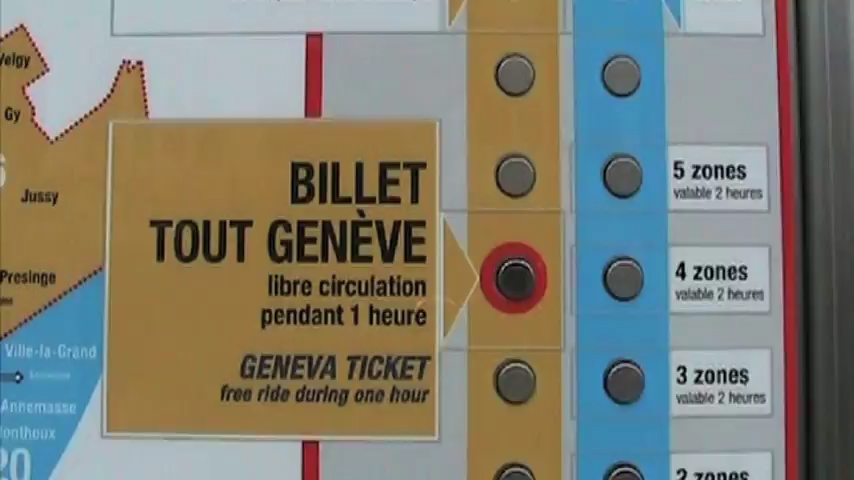 Gy
Jussy
Presinge
Ville-la-Grand
Annemasse
20
BILLET
TOUT GENÈVE
libre circulation
pendant 1 heure
GENEVA TICKET
free ride during one hour
5 zones
valable 2 heures
4 zones
valable 2 heures
3 zones
valable 2 heures
2 zones